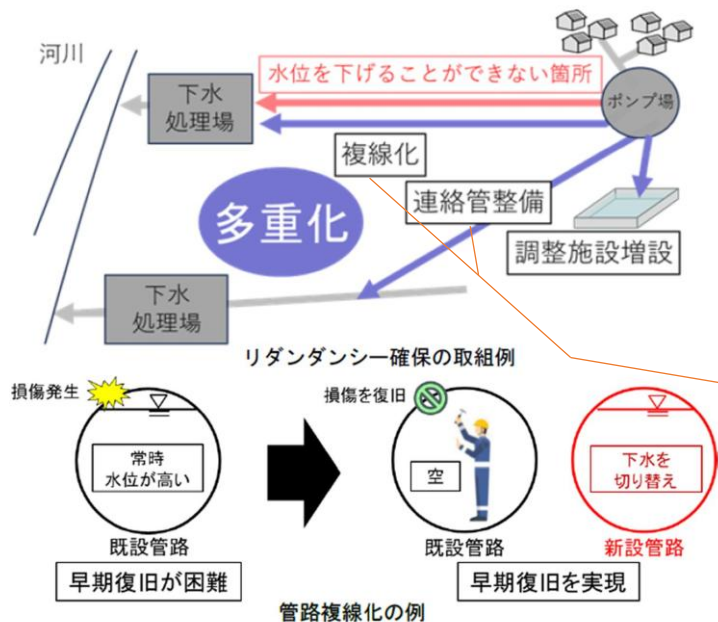 河川
水位を下げることができない箇所
下水
処理場
ポンプ場
複線化
連絡管整備
多重化
調整施設増設
下水
処理場
リダンダンシー確保の取組例
損傷発生
常時
水位が高い
既設管路
早期復旧が困難
損傷を復旧
空
既設管路
下水を
切り替え
新設管路
早期復旧を実現
管路複線化の例